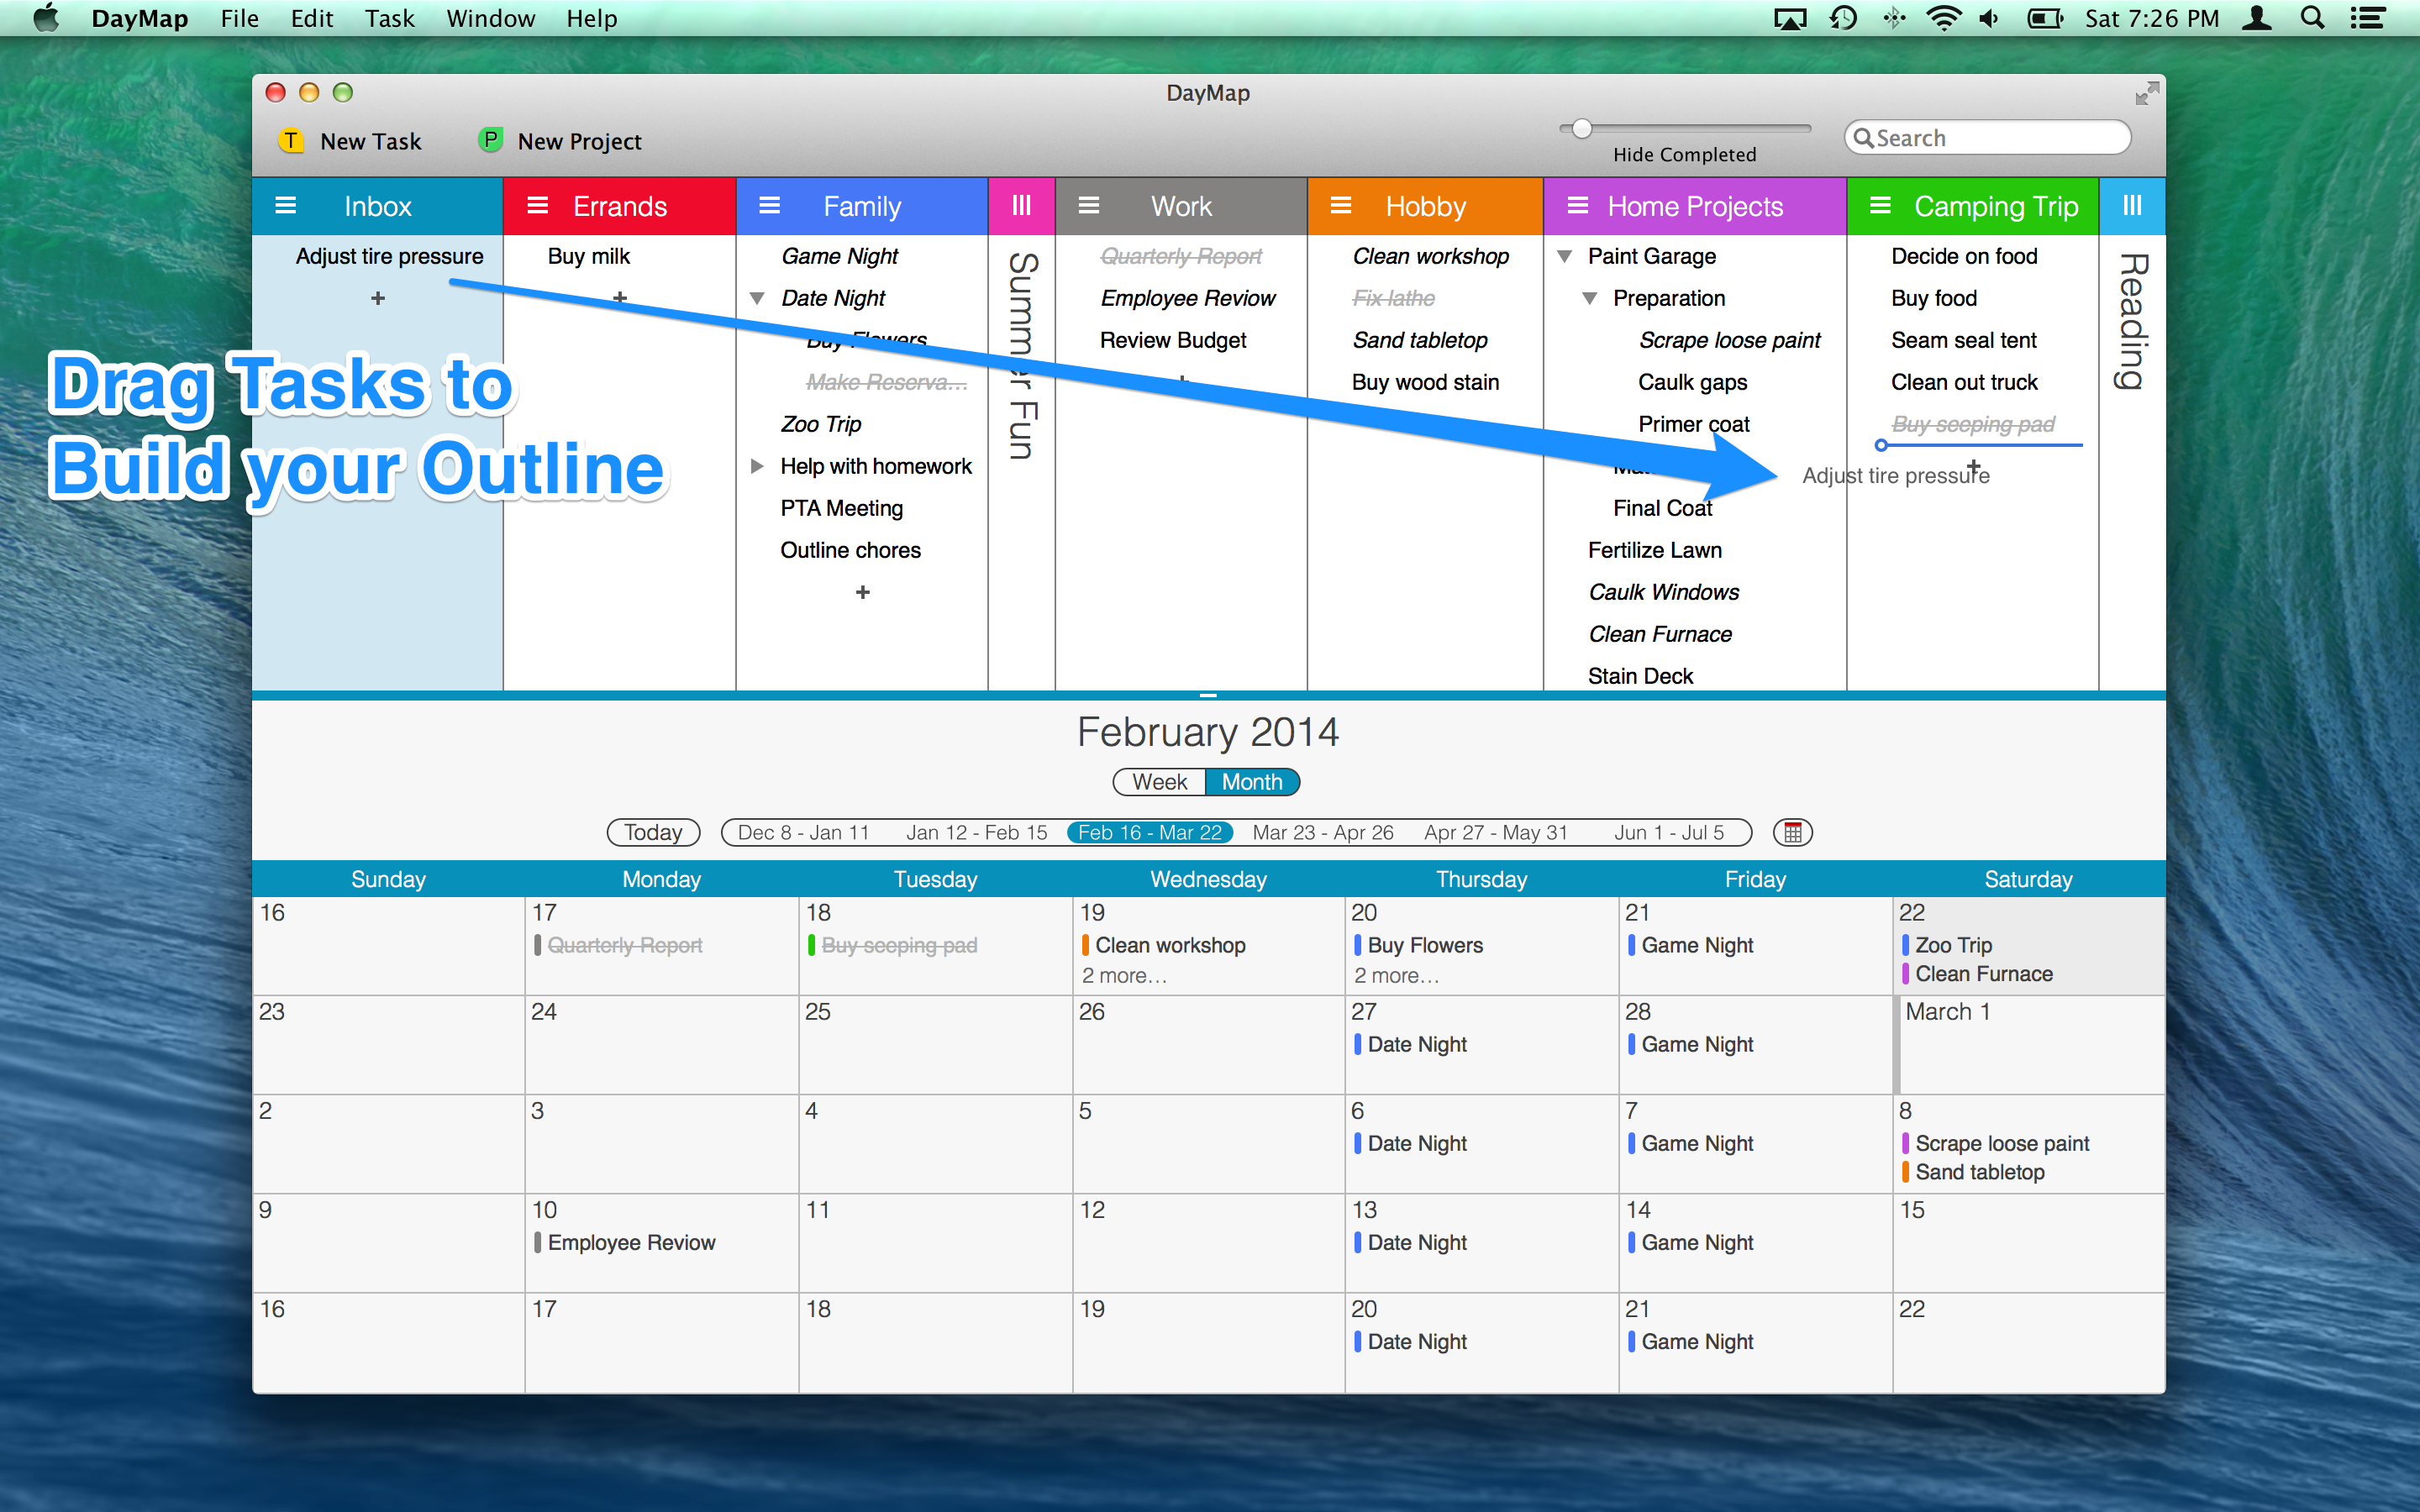 DayMap File Edit Task Window Help Sat 7:26 PM
DayMap
T New Task P New Project Hide Completed Search
Inbox Errands Family Work Hobby Home Projects Camping Trip
Adjust tire pressure
+
Buy milk
+
Game Night
Date Night
Buy Flowers
Make Reserva...
Zoo Trip
Help with homework
PTA Meeting
Outline chores
+
Summer Fun
Quarterly Report
Employee Reviow
Review Budget
Clean workshop
Fix lathe
Sand tabletop
Buy wood stain
Paint Garage
Preparation
Scrape loose paint
Caulk gaps
Primer coat
Final Coat
Fertilize Lawn
Caulk Windows
Clean Furnace
Stain Deck
Decide on food
Buy food
Seam seal tent
Clean out truck
Buy seeping pad
+
Adjust tire pressure
Reading
Drag Tasks to
Build your Outline
February 2014
Week Month
Today Dec 8 - Jan 11 Jan 12 - Feb 15 Feb 16 - Mar 22 Mar 23 - Apr 26 Apr 27 - May 31 Jun 1 - Jul 5
Sunday Monday Tuesday Wednesday Thursday Friday Saturday
16 17 18 19 20 21 22
Quarterly Report Buy seeping pad Clean workshop Buy Flowers Game Night Zoo Trip
2 more... 2 more... Clean Furnace
23 24 25 26 27 28 March 1
Date Night Game Night
2 3 4 5 6 7 8
Date Night Game Night Scrape loose paint
Sand tabletop
9 10 11 12 13 14 15
Employee Reviow Date Night Game Night
16 17 18 19 20 21 22
Date Night Game Night